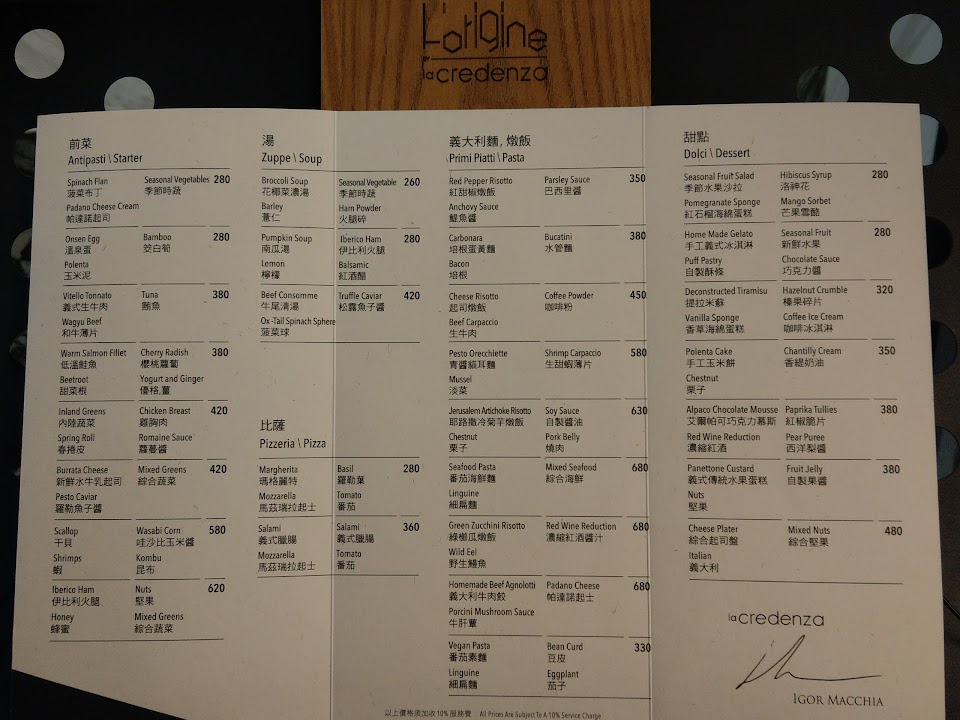 L'origine
BY
la credenza
前菜
Antipasti \ Starter
Spinach Flan Seasonal Vegetables 280
菠菜布丁 季節時蔬
Padano Cheese Cream
帕達諾起司
Onsen Egg Bamboo 280
溫泉蛋 筊白筍
Polenta
玉米泥
Vitello Tonnato Tuna 380
義式生牛肉 鮪魚
Wagyu Beef
和牛薄片
Warm Salmon Fillet Cherry Radish 380
低溫鮭魚 櫻桃蘿蔔
Beetroot Yogurt and Ginger
甜菜根 優格,薑
Inland Greens Chicken Breast 420
內陸蔬菜 雞胸肉
Spring Roll Romaine Sauce
春捲皮 蘿蔓醬
Burrata Cheese Mixed Greens 420
新鮮水牛乳起司 綜合蔬菜
Pesto Caviar
羅勒魚子醬
Scallop Wasabi Corn 580
干貝 哇沙比玉米醬
Shrimps Kombu
蝦 昆布
Iberico Ham Nuts 620
伊比利火腿 堅果
Honey Mixed Greens
蜂蜜 綜合蔬菜
湯
Zuppe \ Soup
Broccoli Soup Seasonal Vegetable 260
花椰菜濃湯 季節時蔬
Barley Ham Powder
薏仁 火腿碎
Pumpkin Soup Iberico Ham 280
南瓜湯 伊比利火腿
Lemon Balsamic
檸檬 紅酒醋
Beef Consomme Truffle Caviar 420
牛尾清湯 松露魚子醬
Ox -Tail Spinach Sphere
菠菜球
比薩
Pizzeria \ Pizza
Margherita Basil 280
瑪格麗特 羅勒葉
Mozzarella Tomato
馬茲瑞拉起士 番茄
Salami Salami 360
義式臘腸 義式臘腸
Mozzarella Tomato
馬茲瑞拉起士 番茄
義大利麵, 燉飯
Primi Piatti \ Pasta
Red Pepper Risotto Parsley Sauce 350
紅甜椒燉飯 巴西里醬
Anchovy Sauce
鯷魚醬
Carbonara Bucatini 380
培根蛋黃麵 水管麵
Bacon
培根
Cheese Risotto Coffee Powder 450
起司燉飯 咖啡粉
Beef Carpaccio
生牛肉
Pesto Orecchiette Shrimp Carpaccio 580
青醬貓耳麵 生甜蝦薄片
Mussel
淡菜
Jerusalem Artichoke Risotto Soy Sauce 630
耶路撒冷菊芋燉飯 自製醬油
Chestnut Pork Belly
栗子 燒肉
Seafood Pasta Mixed Seafood 680
番茄海鮮麵 綜合海鮮
Linguine
細扁麵
Green Zucchini Risotto Red Wine Reduction 680
綠櫛瓜燉飯 濃縮紅酒醬汁
Wild Eel
野生鰻魚
Homemade Beef Agnolotti Padano Cheese 680
義大利牛肉餃 帕達諾起士
Porcini Mushroom Sauce
牛肝蕈
Vegan Pasta Bean Curd 330
番茄素麵 豆皮
Linguine Eggplant
細扁麵 茄子
甜點
Dolci \ Dessert
Seasonal Fruit Salad Hibiscus Syrup 280
季節水果沙拉 洛神花
Pomegranate Sponge Mango Sorbet
紅石榴海綿蛋糕 芒果雪酪
Home Made Gelato Seasonal Fruit 280
手工義式冰淇淋 新鮮水果
Puff Pastry Chocolate Sauce
自製酥條 巧克力醬
Deconstructed Tiramisu Hazelnut Crumble 320
提拉米蘇 榛果碎片
Vanilla Sponge Coffee Ice Cream
香草海綿蛋糕 咖啡冰淇淋
Polenta Cake Chantilly Cream 350
手工玉米餅 香緹奶油
Chestnut
栗子
Alpaco Chocolate Mousse Paprika Tullies 380
艾爾帕可巧克力慕斯 紅椒脆片
Red Wine Reduction Pear Puree
濃縮紅酒 西洋梨醬
Panettone Custard Fruit Jelly 380
義式傳統水果蛋糕 自製果醬
Nuts
堅果
Cheese Plater Mixed Nuts 480
綜合起司盤 綜合堅果
Italian
義大利
la credenza
IGOR MACCHIA
以上價格須加收10%服務費 All Prices Are Subject To A 10% Service Charge